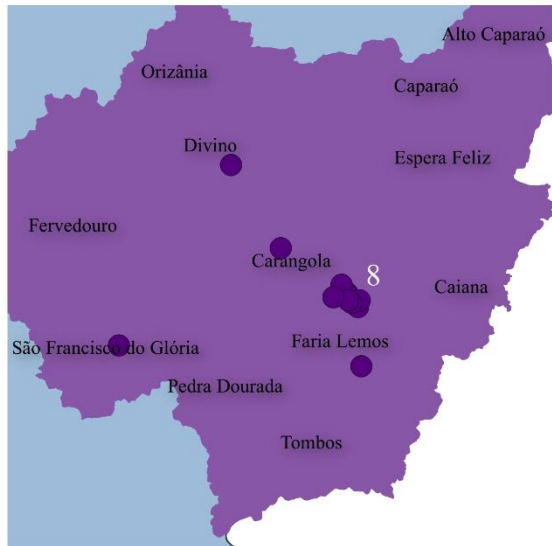 Alto Caparaó
Orizânia
Caparaó
Divino
Espera Feliz
Fervedouro
Carangola
8
Caiana
Faria Lemos
São Francisco do Glória
Pedra Dourada
Tombos